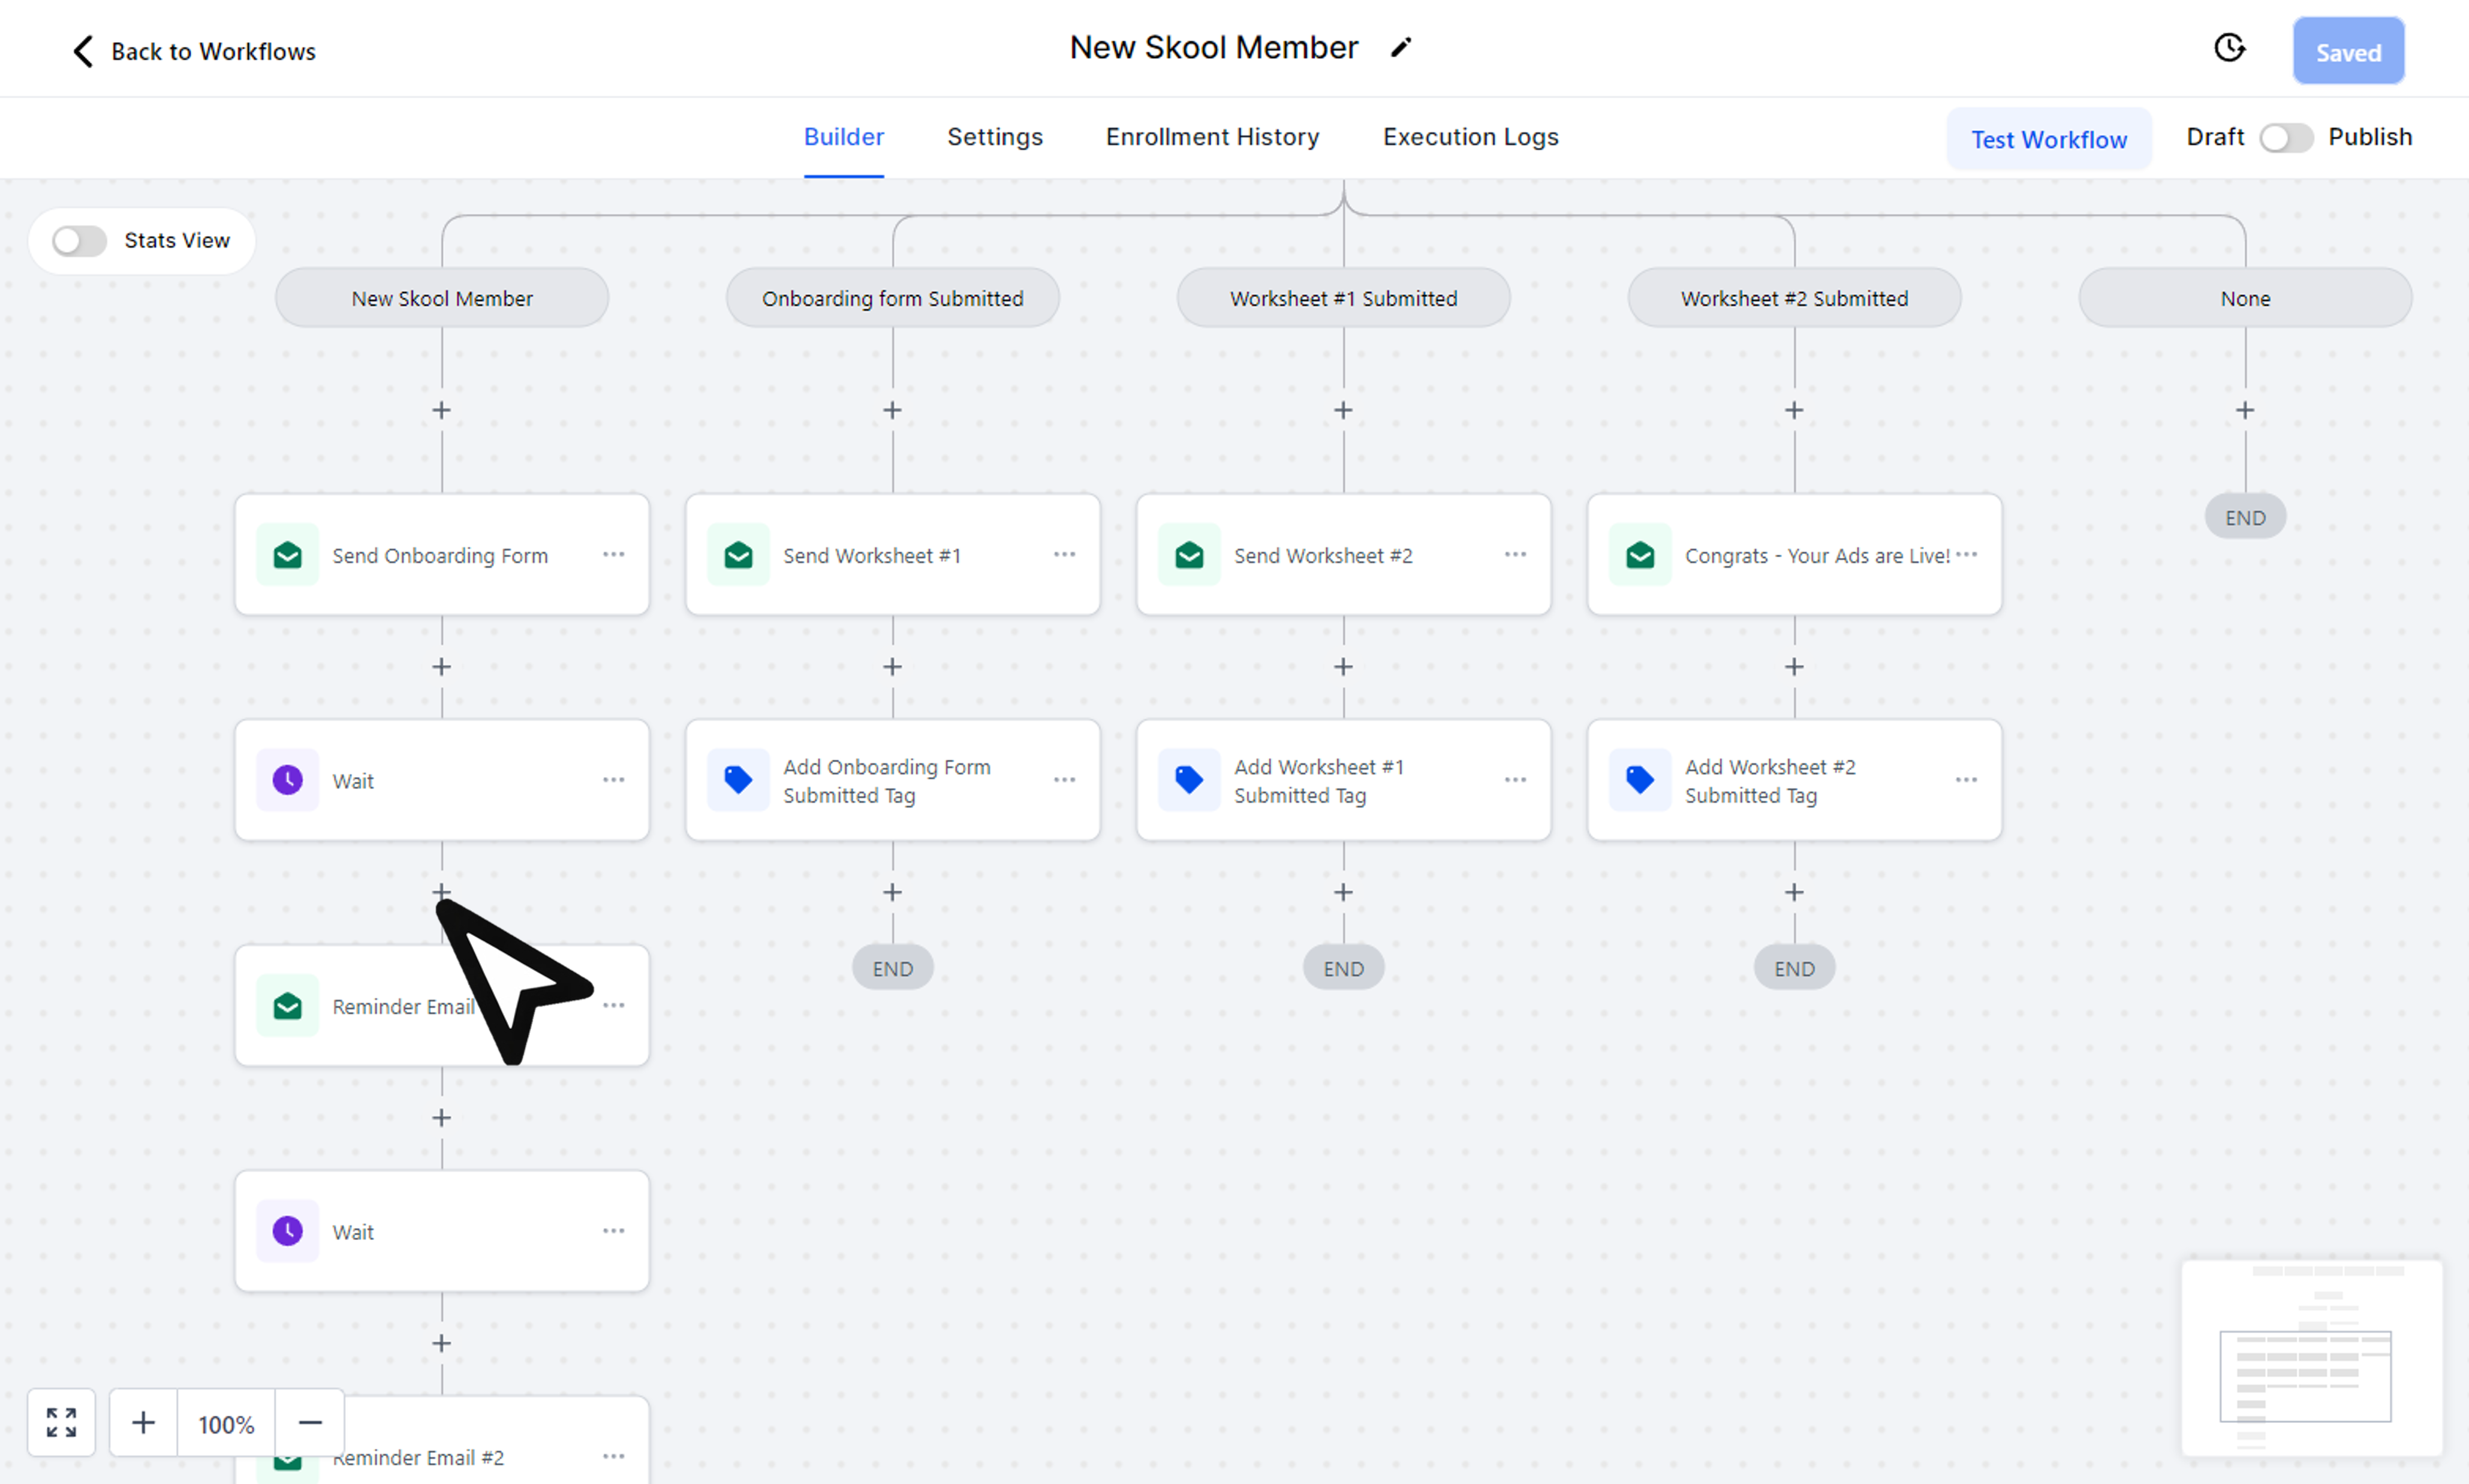 Back to Workflows
New Skool Member
Saved
Builder
Settings
Enrollment History
Execution Logs
Test Workflow
Draft
Publish
Stats View
New Skool Member
Onboarding form Submitted
Worksheet #1 Submitted
Worksheet #2 Submitted
None
Send Onboarding Form
Send Worksheet #1
Send Worksheet #2
Congrats - Your Ads are Live!
END
Wait
Add Onboarding Form
Submitted Tag
Add Worksheet #1
Submitted Tag
Add Worksheet #2
Submitted Tag
Reminder Email
END
END
END
Wait
100%
Reminder Email #2